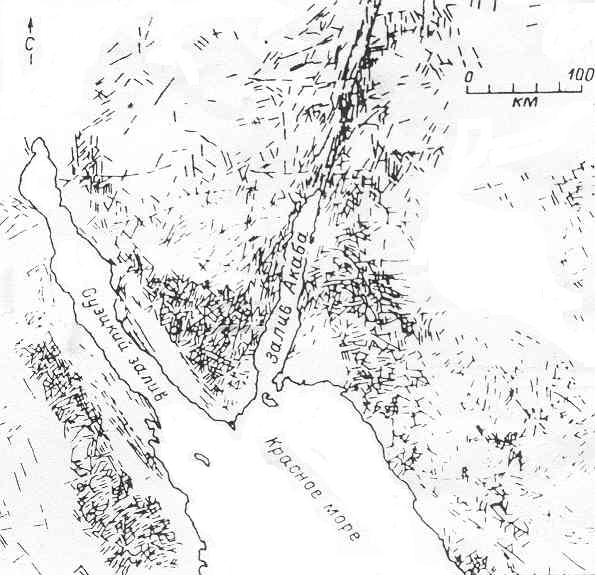 С
0 100
км
Суэцкий залив
Залив Акаба
Красное море